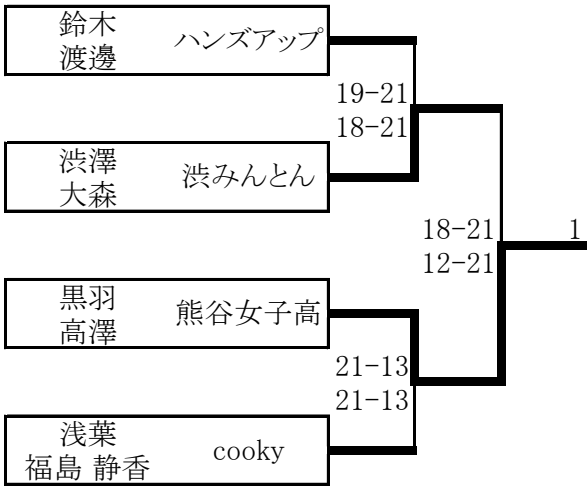 鈴木
渡邊
ハンズアップ
19-21
18-21
渋澤
大森
渋みんとん
18-21
12-21
1
黒羽
高澤
熊谷女子高
21-13
21-13
浅葉
福島 静香
cooky